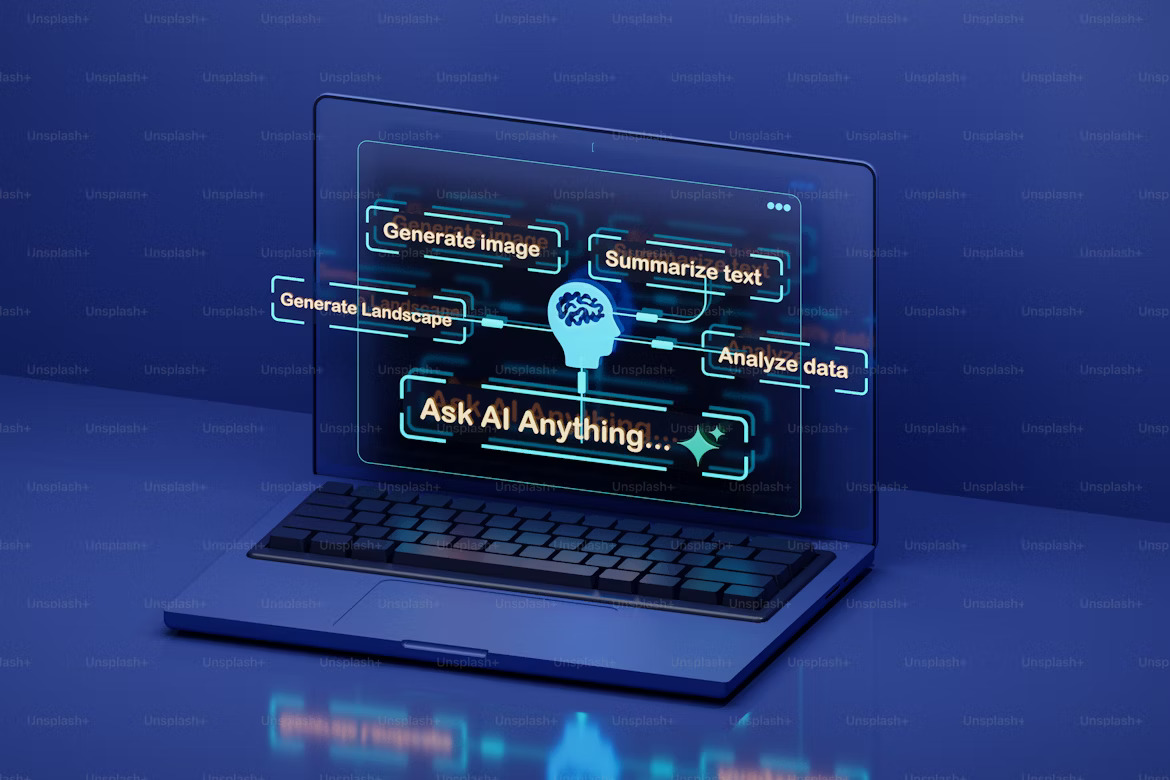 Generate image
Summarize text
Generate Landscape
Analyze data
Ask AI Anything...
Unsplash+